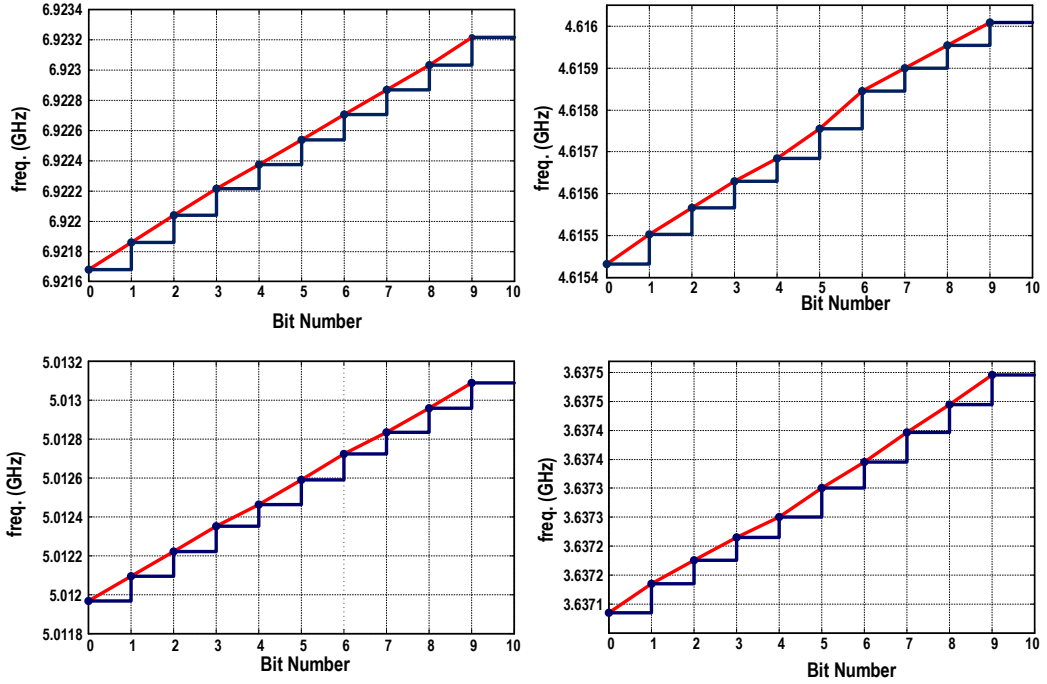 6.9234
6.9232
6.923
6.9228
6.9226
6.9224
6.9222
6.922
6.9218
6.9216
freq. (GHz)
0 1 2 3 4 5 6 7 8 9 10
Bit Number
4.616
4.6159
4.6158
4.6157
4.6156
4.6155
4.6154
freq. (GHz)
0 1 2 3 4 5 6 7 8 9 10
Bit Number
5.0132
5.013
5.0128
5.0126
5.0124
5.0122
5.012
5.0118
freq. (GHz)
0 1 2 3 4 5 6 7 8 9 10
Bit Number
3.6375
3.6375
3.6374
3.6374
3.6373
3.6373
3.6372
3.6372
3.6371
freq. (GHz)
0 1 2 3 4 5 6 7 8 9 10
Bit Number